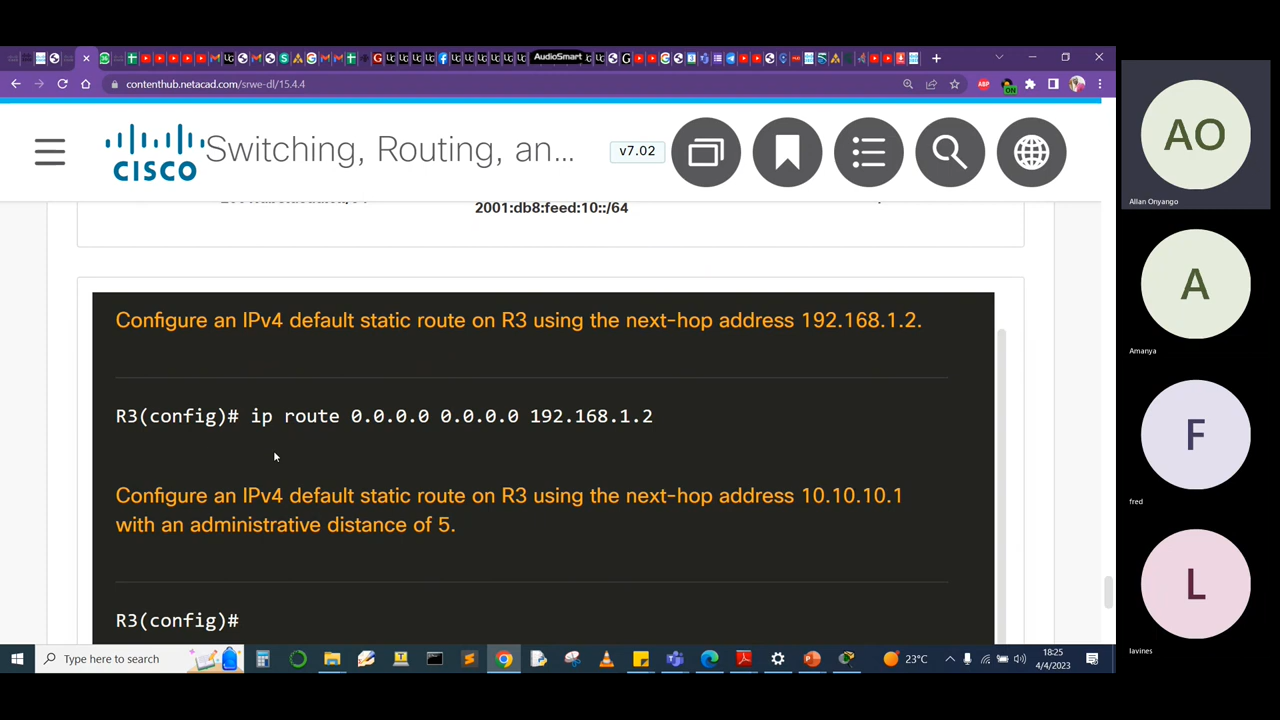 AudioSmart
contenthub.netacad.com/srwe-dl/15.4.4
ABP
ON
CISCO
Switching, Routing, an...
v7.02
2001:db8:feed:10::/64
Configure an IPv4 default static route on R3 using the next-hop address 192.168.1.2.
R3(config)# ip route 0.0.0.0 0.0.0.0 192.168.1.2
Configure an IPv4 default static route on R3 using the next-hop address 10.10.10.1
with an administrative distance of 5.
R3(config)#
Type here to search
23°C
18:25
4/4/2023
AO
Allan Onyango
A
Amanya
F
fred
L
lavines